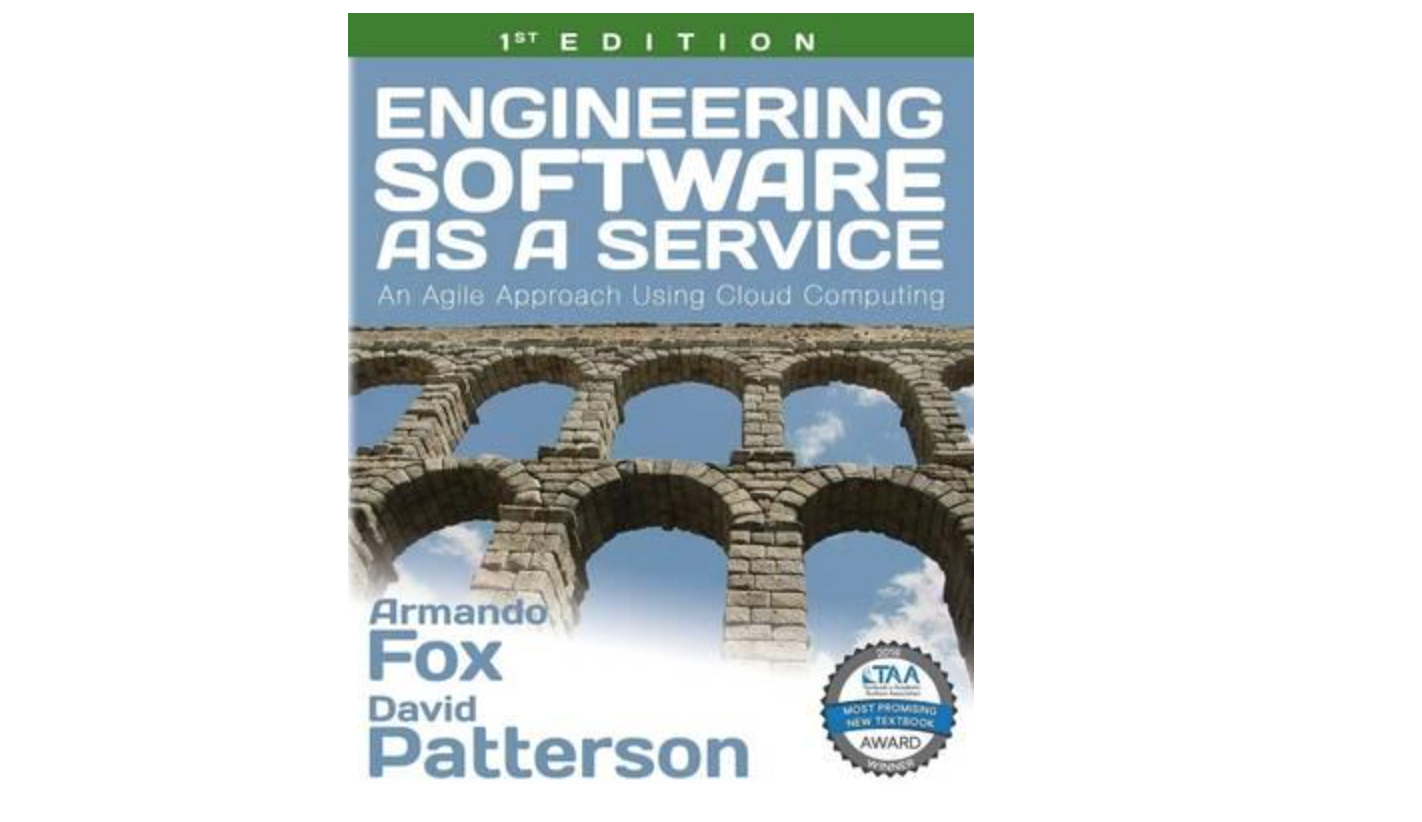 1ST EDITION
ENGINEERING
SOFTWARE
AS A SERVICE
An Agile Approach Using Cloud Computing
Armando
Fox
David
Patterson
TAA
MOST PROMISING
NEW TEXTBOOK
AWARD
WINNER